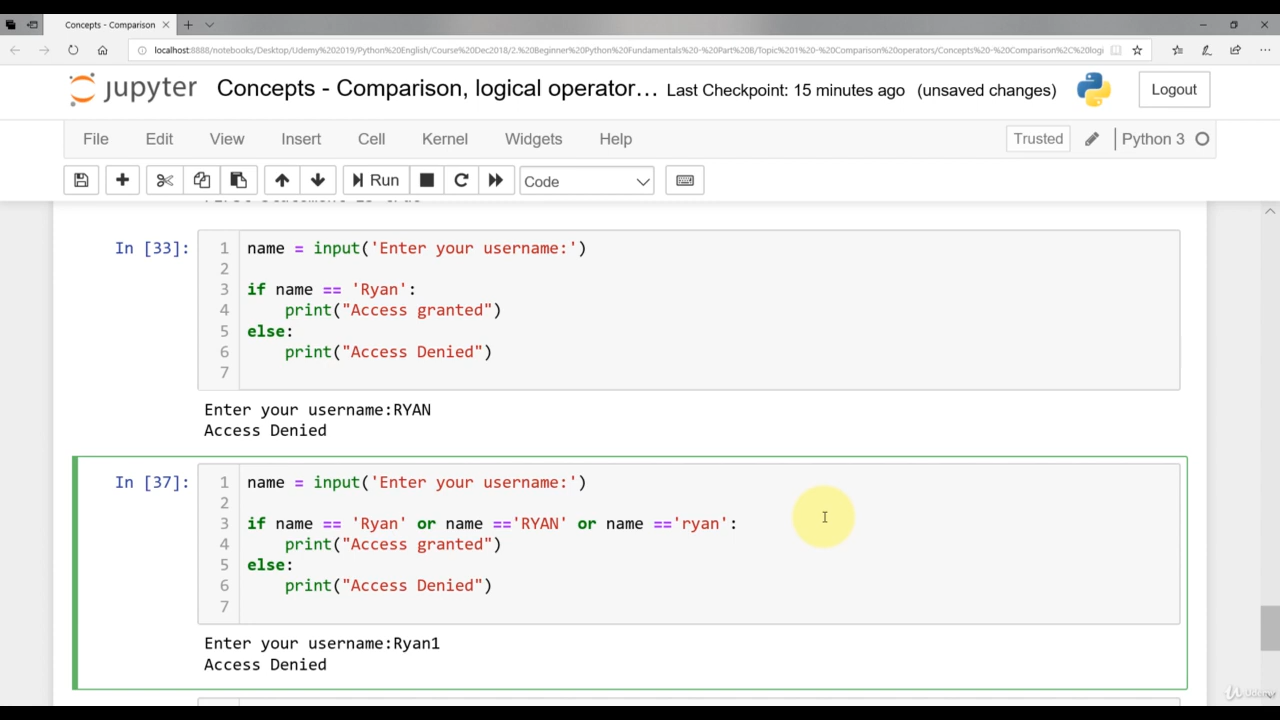 Concepts - Comparison
localhost:8888/notebooks/Desktop/Udemy%202019/Python%20English/Course%20Dec2018/2.%20Beginner%20Python%20Fundamentals%20-%20Part%20B/Topic%201%20-%20Comparison%20operators/Concepts%20-%20Comparison%2C%20logi
jupyter Concepts - Comparison, logical operator... Last Checkpoint: 15 minutes ago (unsaved changes) Logout
File Edit View Insert Cell Kernel Widgets Help Trusted Python 3
Run Code
In [33]:
1 name = input('Enter your username:')
2
3 if name == 'Ryan':
4 print("Access granted")
5 else:
6 print("Access Denied")
7
Enter your username:RYAN
Access Denied
In [37]:
1 name = input('Enter your username:')
2
3 if name == 'Ryan' or name =='RYAN' or name =='ryan':
4 print("Access granted")
5 else:
6 print("Access Denied")
7
Enter your username:Ryan1
Access Denied
Udemy